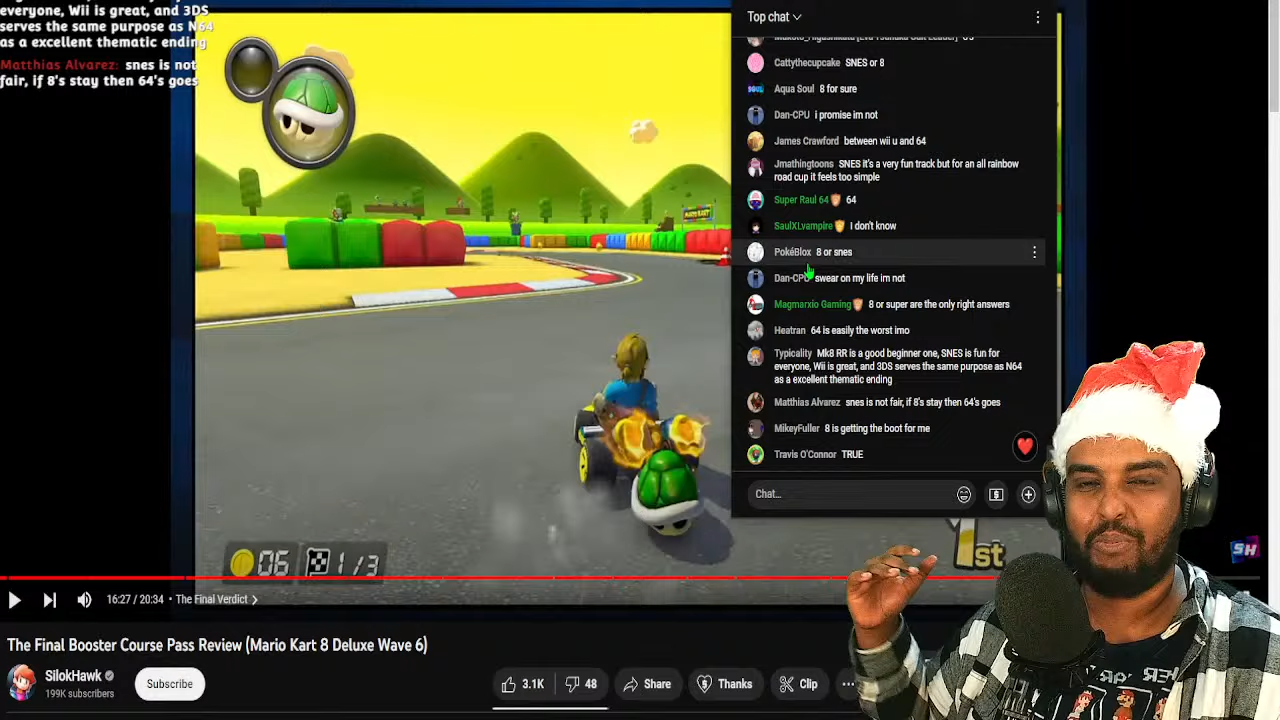 everyone, Wii is great, and 3DS
serves the same purpose as N64
as a excellent thematic ending
Matthias Alvarez: snes is not
fair, if 8's stay then 64's goes
Top chat
Cattythecupcake SNES or 8
Aqua Soul 8 for sure
Dan-CPU i promise im not
James Crawford between wii u and 64
Jmathingtoons SNES it's a very fun track but for an all rainbow
road cup it feels too simple
Super Raul 64 64
SaulXLvampire I don't know
PokéBlox 8 or snes
Dan-CPU swear on my life im not
Magmarxio Gaming 8 or super are the only right answers
Heatran 64 is easily the worst imo
Typicality Mk8 RR is a good beginner one, SNES is fun for
everyone, Wii is great, and 3DS serves the same purpose as N64
as a excellent thematic ending
Matthias Alvarez snes is not fair, if 8's stay then 64's goes
MikeyFuller 8 is getting the boot for me
Travis O'Connor TRUE
Chat...
MARIO KART
06 1/3
1st
SH
16:27 / 20:34 • The Final Verdict
The Final Booster Course Pass Review (Mario Kart 8 Deluxe Wave 6)
SilokHawk
199K subscribers
Subscribe
3.1K
48
Share
Thanks
Clip